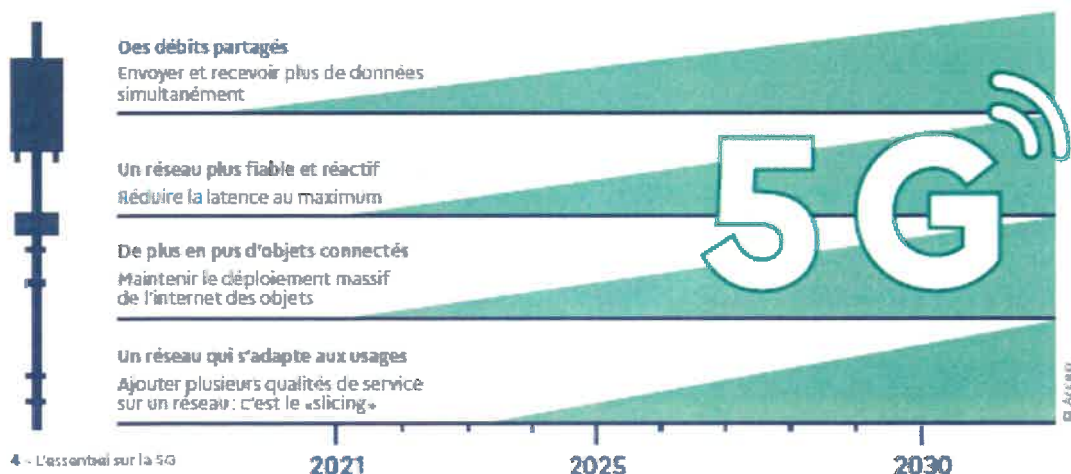 Des débits partagés
Envoyer et recevoir plus de données
simultanément
Un réseau plus fiable et réactif
Réduire la latence au maximum
De plus en pus d'objets connectés
Maintenir le déploiement massif
de l'internet des objets
Un réseau qui s'adapte aux usages
Ajouter plusieurs qualités de service
sur un réseau : c'est le «slicing»
5G
4 - L'essentiel sur la 5G
2021
2025
2030